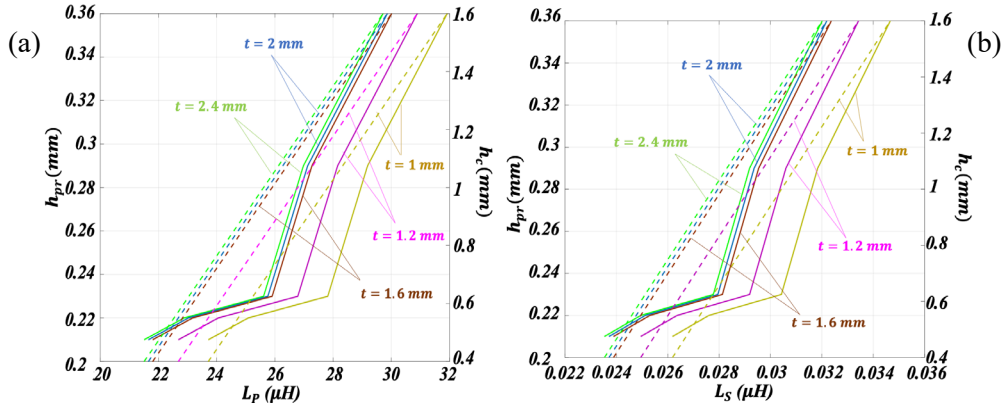 (a)
0.36
0.34
0.32
0.3
0.28
0.26
0.24
0.22
0.2
h_pr (mm)
20
22
24
26
28
30
32
L_P (μH)
1.6
1.4
1.2
1
0.8
0.6
0.4
h_c (mm)
t = 2 mm
t = 2.4 mm
t = 1 mm
t = 1.2 mm
t = 1.6 mm
(b)
0.36
0.34
0.32
0.3
0.28
0.26
0.24
0.22
0.2
h_pr (mm)
0.022
0.024
0.026
0.028
0.03
0.032
0.034
0.036
L_S (μH)
1.6
1.4
1.2
1
0.8
0.6
0.4
h_c (mm)
t = 2 mm
t = 2.4 mm
t = 1 mm
t = 1.2 mm
t = 1.6 mm